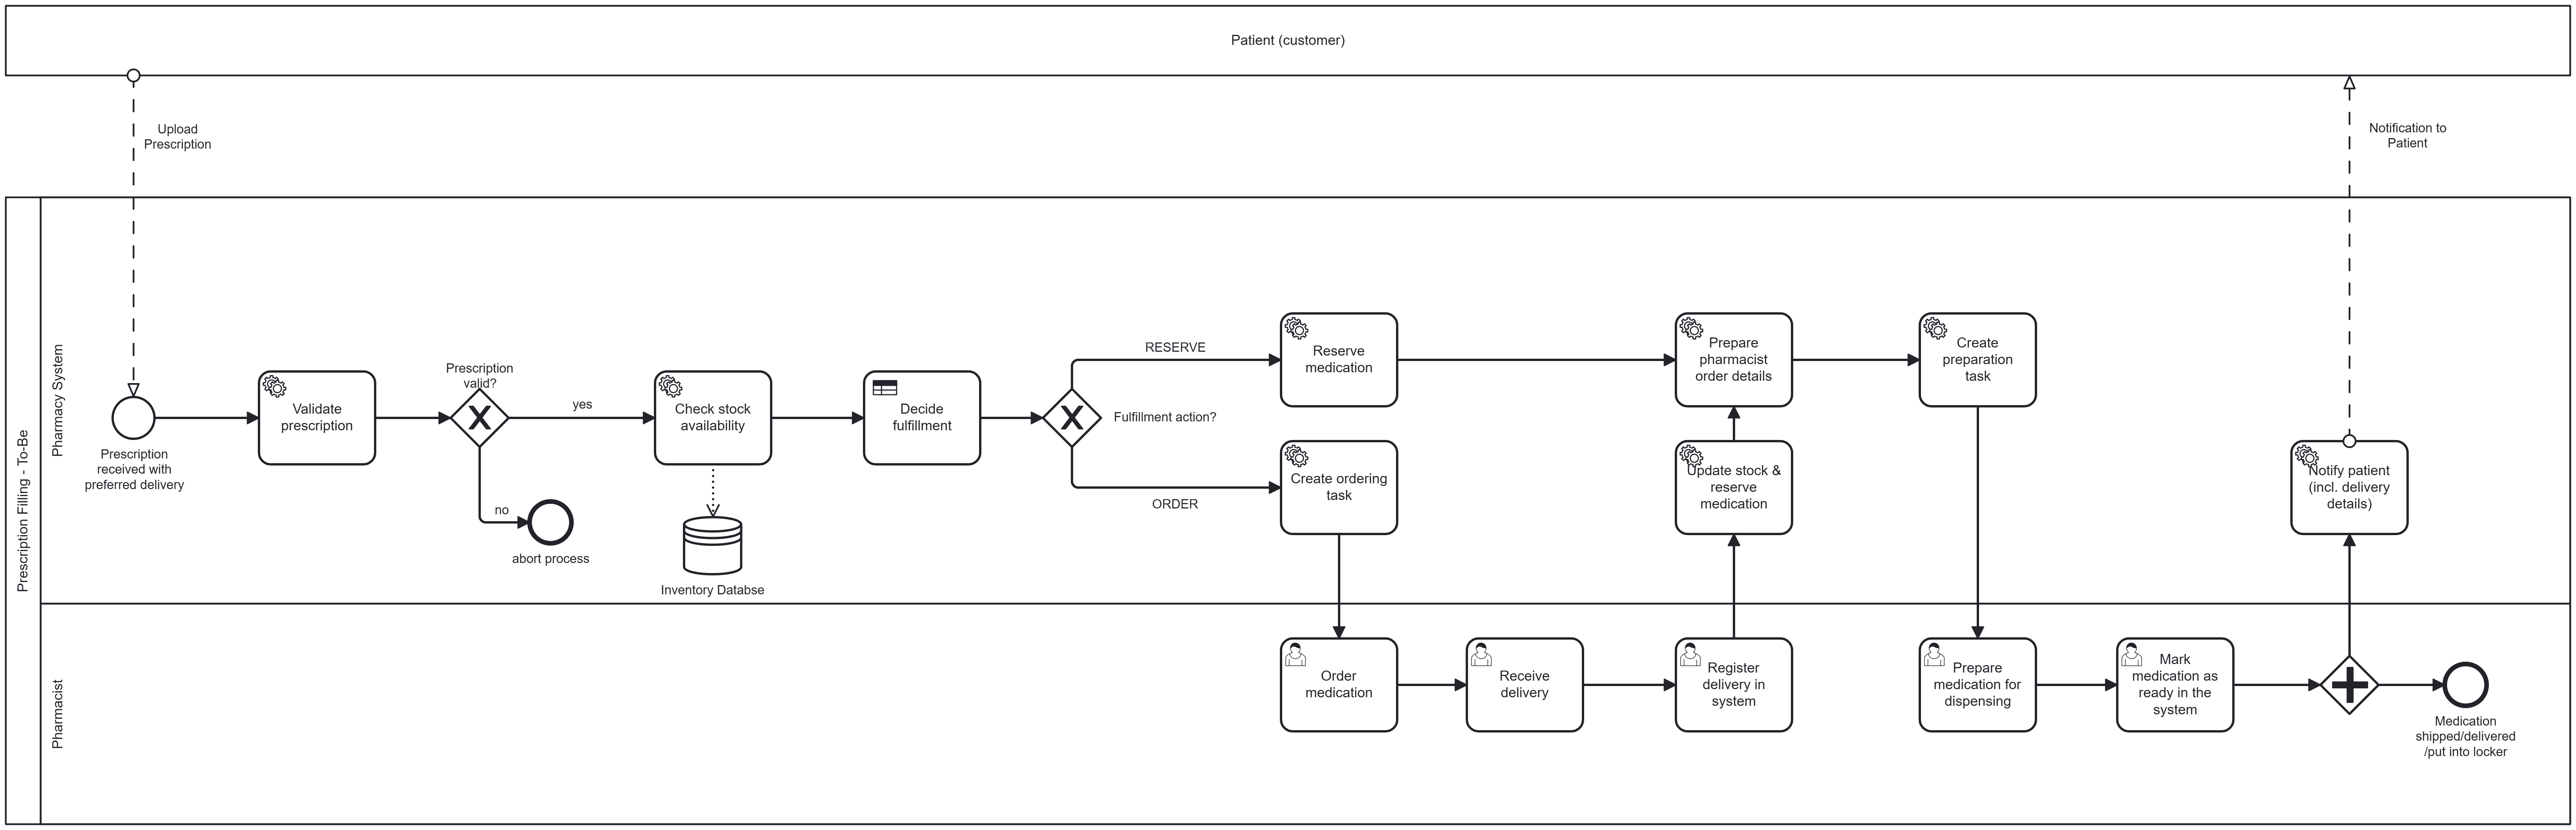 Patient (customer)
Upload
Prescription
Notification to
Patient
Prescription Filling - To-Be
Pharmacy System
Prescription
received with
preferred delivery
Validate
prescription
Prescription
valid?
yes
no
abort process
Check stock
availability
Inventory Databse
Decide
fulfillment
Fulfillment action?
RESERVE
ORDER
Reserve
medication
Create ordering
task
Prepare
pharmacist
order details
Update stock &
reserve
medication
Create
preparation
task
Notify patient
(incl. delivery
details)
Pharmacist
Order
medication
Receive
delivery
Register
delivery in
system
Prepare
medication for
dispensing
Mark
medication as
ready in the
system
Medication
shipped/delivered
/put into locker